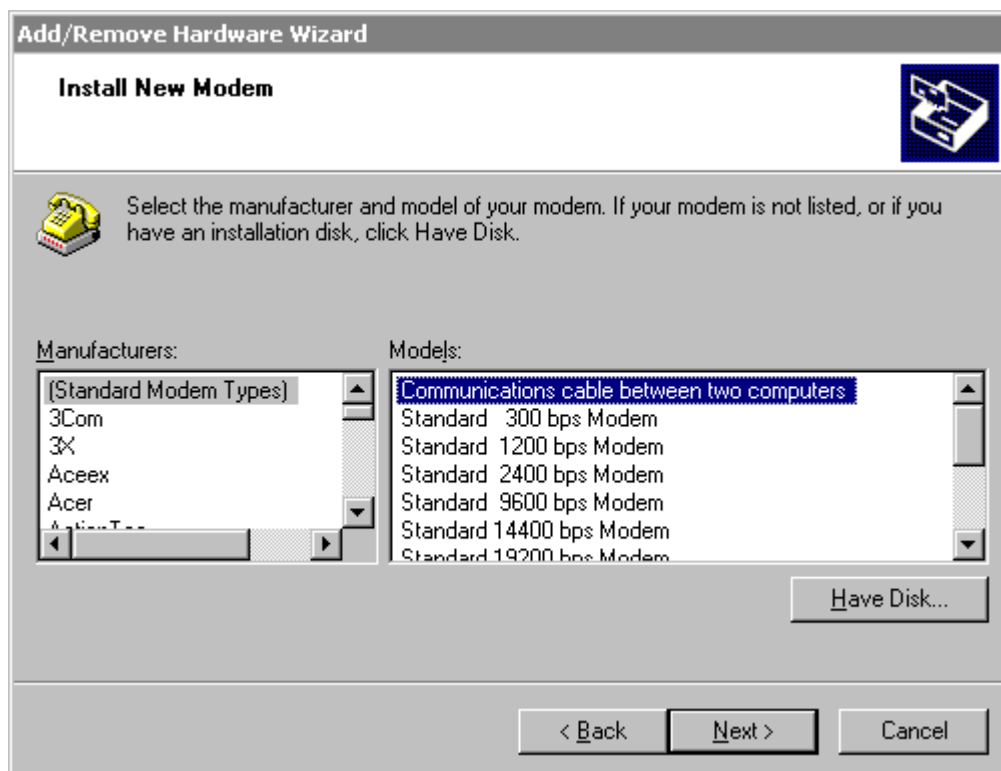 Add/Remove Hardware Wizard
Install New Modem
Select the manufacturer and model of your modem. If your modem is not listed, or if you
have an installation disk, click Have Disk.
Manufacturers:
(Standard Modem Types)
3Com
3X
Aceex
Acer
ActionTec
Models:
Communications cable between two computers
Standard   300 bps Modem
Standard  1200 bps Modem
Standard  2400 bps Modem
Standard  9600 bps Modem
Standard 14400 bps Modem
Standard 19200 bps Modem
Have Disk...
< Back
Next >
Cancel